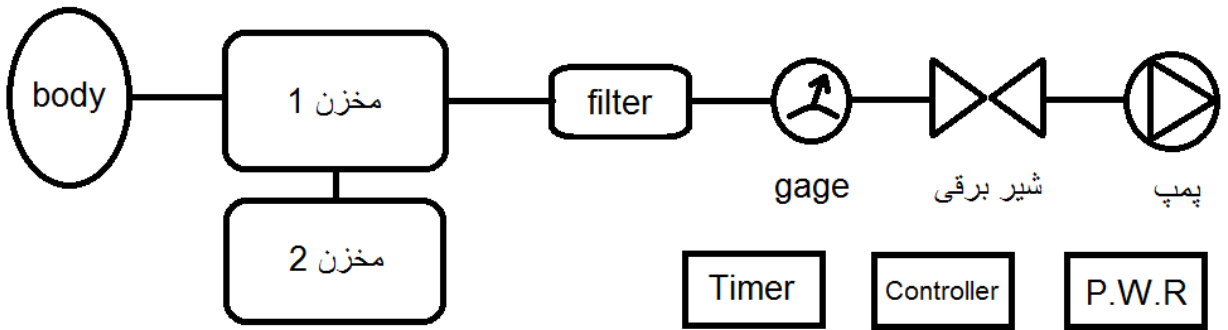 body
مخزن 1
filter
gage
شیر برقی
پمپ
مخزن 2
Timer
Controller
P.W.R